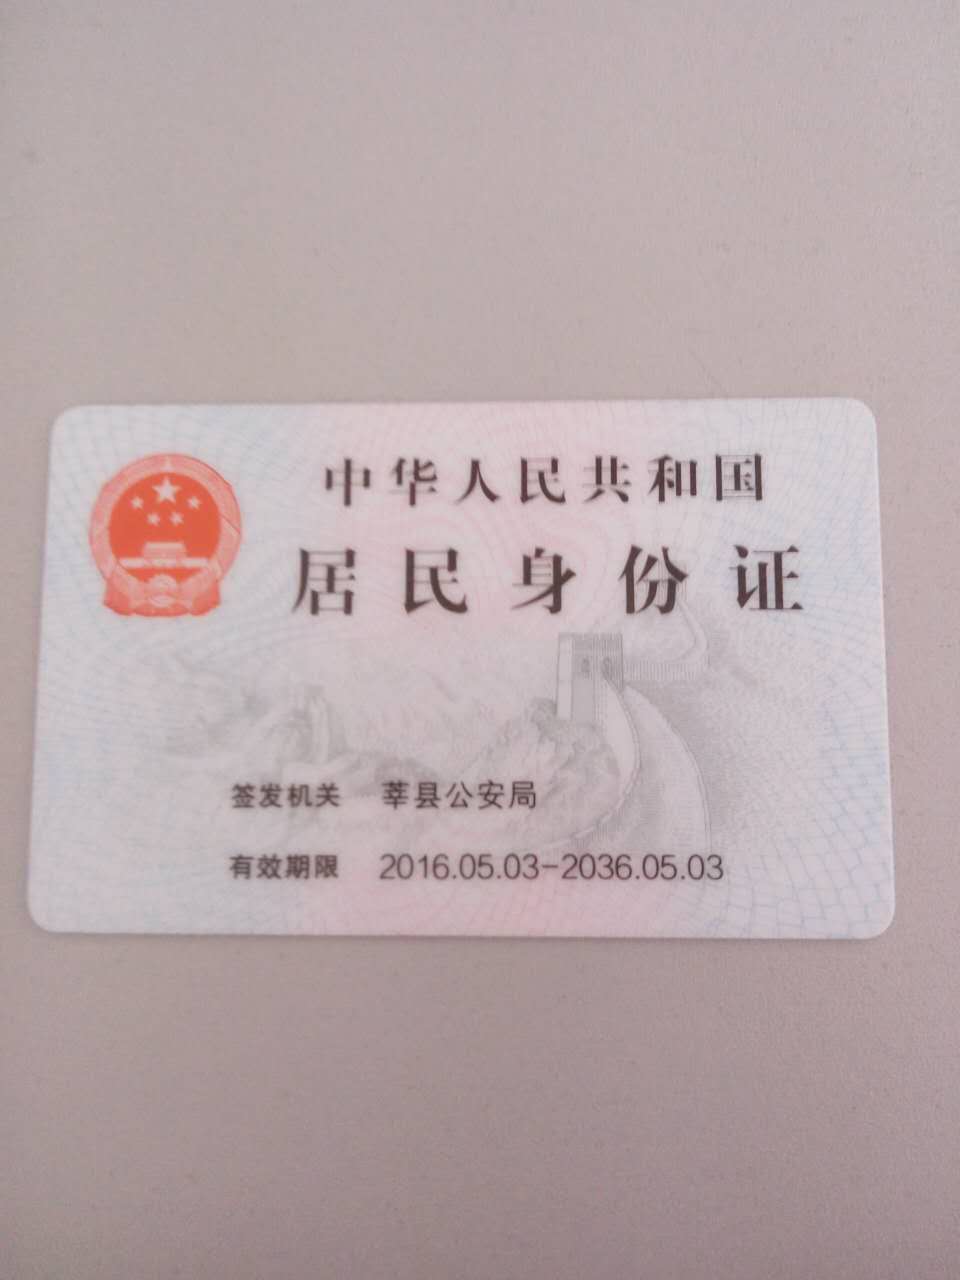 中华人民共和国
居民身份证
签发机关 莘县公安局
有效期限 2016.05.03-2036.05.03